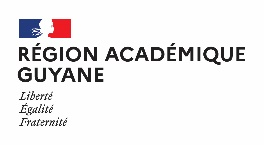 RÉGION ACADÉMIQUE
GUYANE
Liberté
Égalité
Fraternité